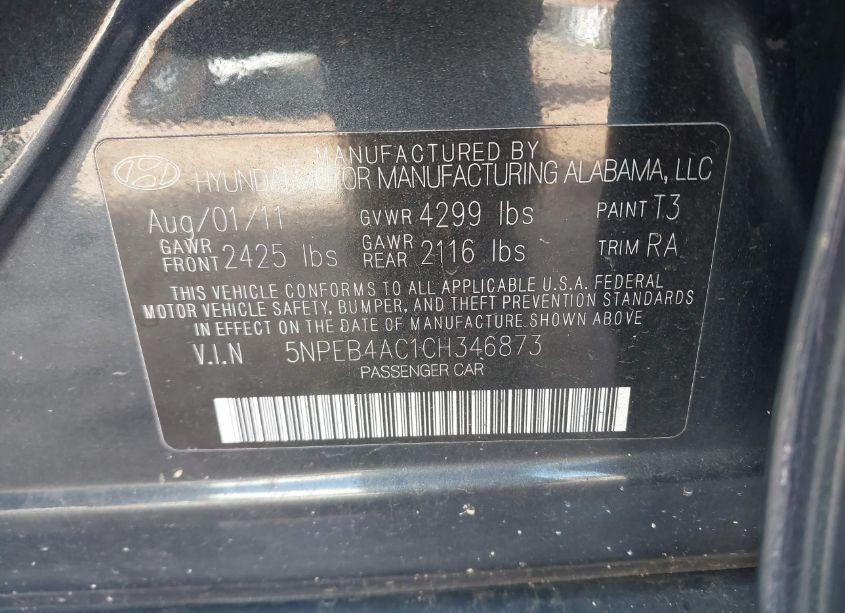 MANUFACTURED BY
HYUNDAI MOTOR MANUFACTURING ALABAMA, LLC
Aug/01/11 GVWR 4299 lbs PAINT T3
GAWR FRONT 2425 lbs GAWR REAR 2116 lbs TRIM RA
THIS VEHICLE CONFORMS TO ALL APPLICABLE U.S.A. FEDERAL
MOTOR VEHICLE SAFETY, BUMPER, AND THEFT PREVENTION STANDARDS
IN EFFECT ON THE DATE OF MANUFACTURE SHOWN ABOVE.
V.I.N 5NPEB4AC1CH346873
PASSENGER CAR